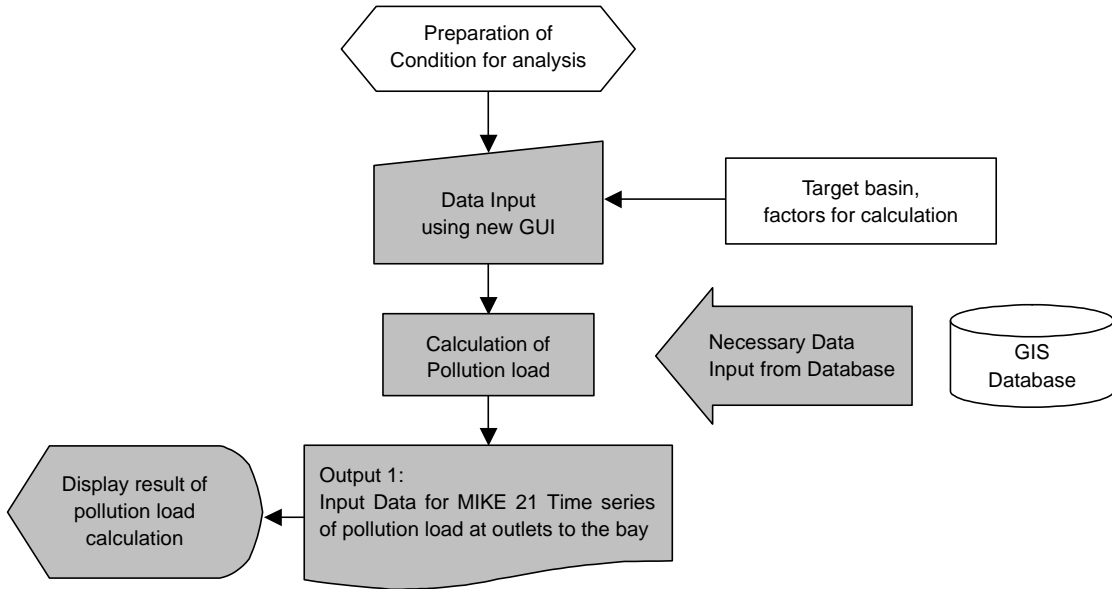 Preparation of
Condition for analysis
Data Input
using new GUI
Target basin,
factors for calculation
Calculation of
Pollution load
Necessary Data
Input from Database
GIS
Database
Output 1:
Input Data for MIKE 21 Time series
of pollution load at outlets to the bay
Display result of
pollution load
calculation